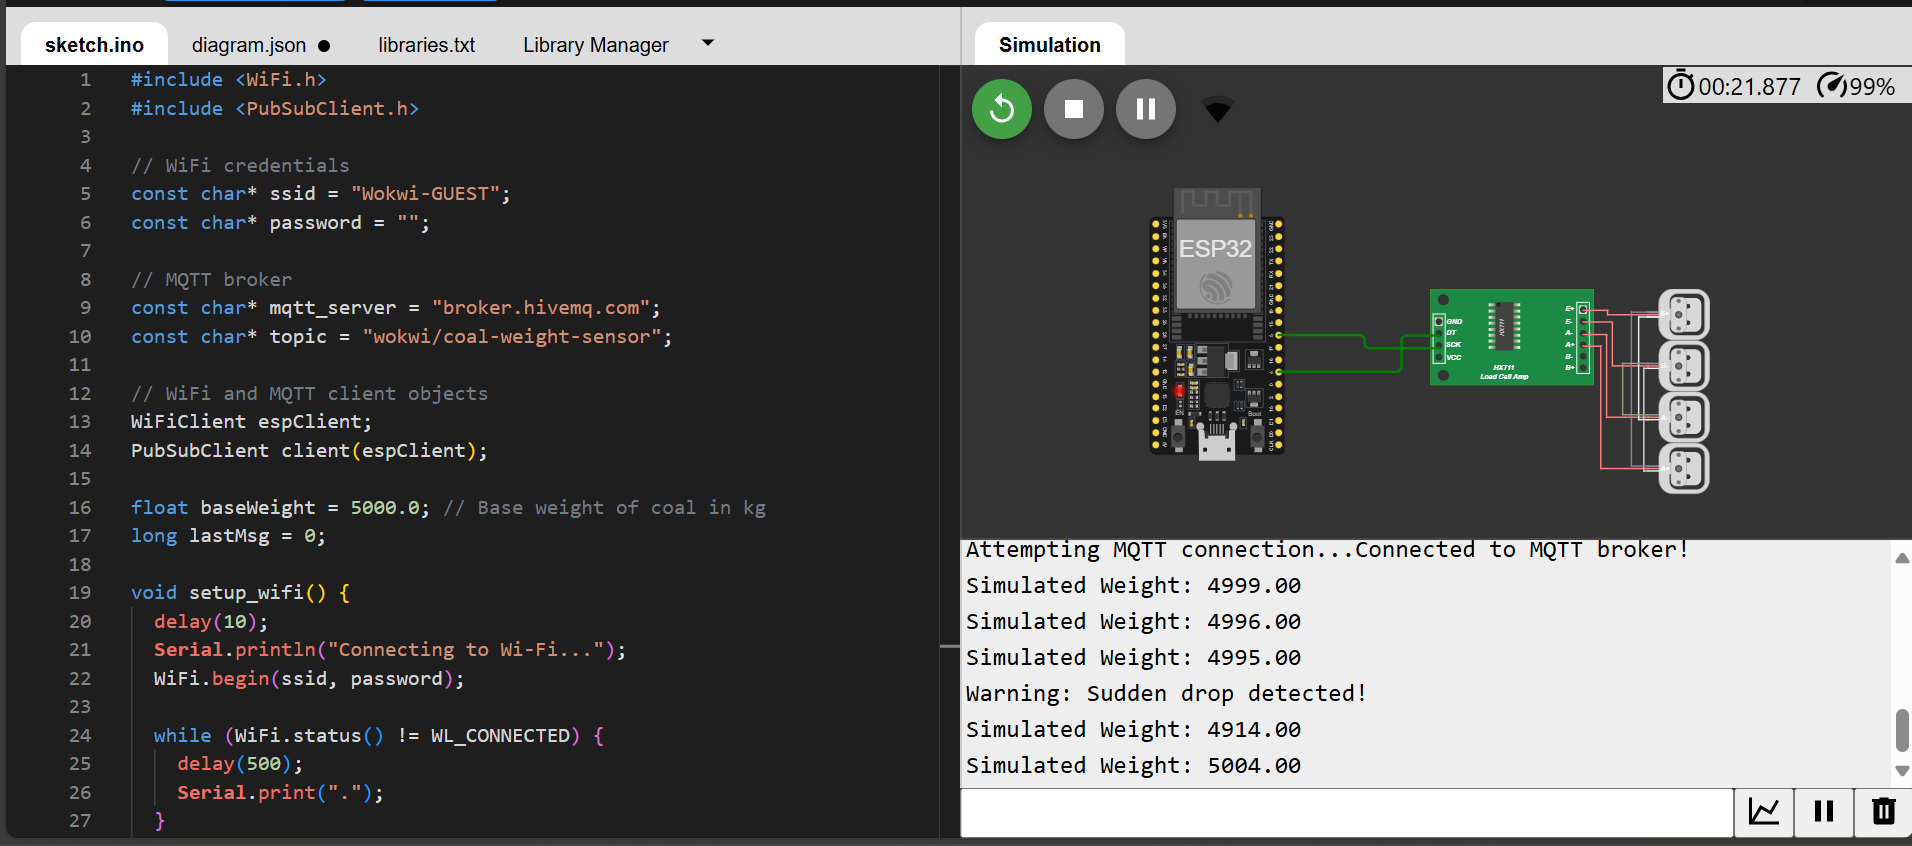 sketch.ino
diagram.json ●
libraries.txt
Library Manager
1 #include <WiFi.h>
2 #include <PubSubClient.h>
3
4 // WiFi credentials
5 const char* ssid = "Wokwi-GUEST";
6 const char* password = "";
7
8 // MQTT broker
9 const char* mqtt_server = "broker.hivemq.com";
10 const char* topic = "wokwi/coal-weight-sensor";
11
12 // WiFi and MQTT client objects
13 WiFiClient espClient;
14 PubSubClient client(espClient);
15
16 float baseWeight = 5000.0; // Base weight of coal in kg
17 long lastMsg = 0;
18
19 void setup_wifi() {
20 delay(10);
21 Serial.println("Connecting to Wi-Fi...");
22 WiFi.begin(ssid, password);
23
24 while (WiFi.status() != WL_CONNECTED) {
25 delay(500);
26 Serial.print(".");
27 }
Simulation
00:21.877
99%
ESP32
EN
Boot
GND
DT
SCK
VCC
HX711
HX711
Load Cell Amp
E+
E-
A-
A+
B-
B+
Attempting MQTT connection...Connected to MQTT broker!
Simulated Weight: 4999.00
Simulated Weight: 4996.00
Simulated Weight: 4995.00
Warning: Sudden drop detected!
Simulated Weight: 4914.00
Simulated Weight: 5004.00